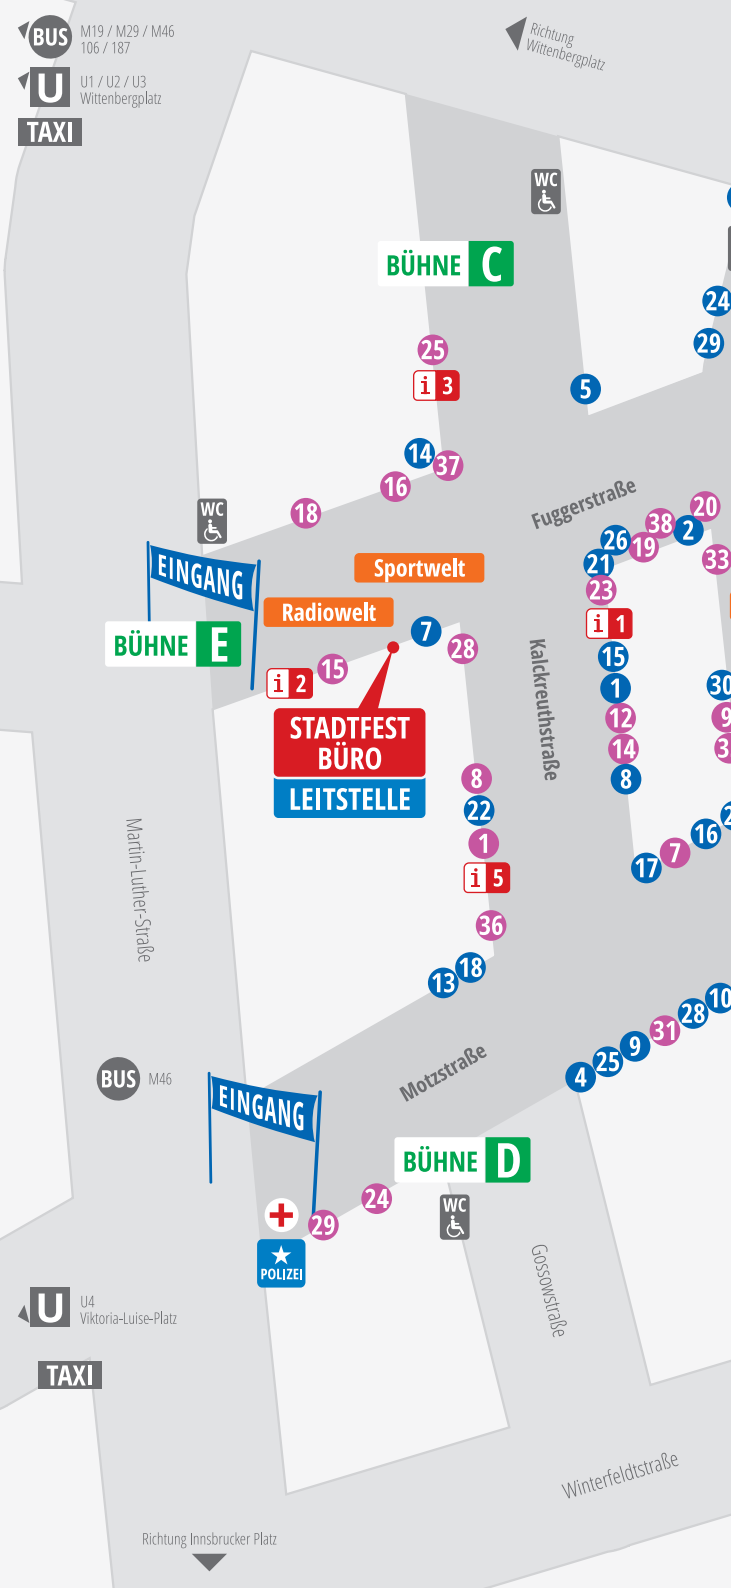 BUS M19 / M29 / M46
106 / 187
U U1 / U2 / U3
Wittenbergplatz
TAXI
Richtung
Wittenbergplatz
WC
BÜHNE C
24
29
25
i 3
5
14
37
16
18
WC
Fuggerstraße
20
38
2
26
19
21
33
23
EINGANG
Sportwelt
Radiowelt
i 1
BÜHNE E
7
28
15
i 2
15
Kalckreuthstraße
1
30
12
9
14
STADTFEST
BÜRO
LEITSTELLE
8
22
1
i 5
8
16
7
17
Martin-Luther-Straße
36
18
13
10
28
31
9
25
4
Motzstraße
BUS M46
EINGANG
BÜHNE D
24
WC
29
POLIZEI
Gossowstraße
U U4
Viktoria-Luise-Platz
TAXI
Winterfeldtstraße
Richtung Innsbrucker Platz